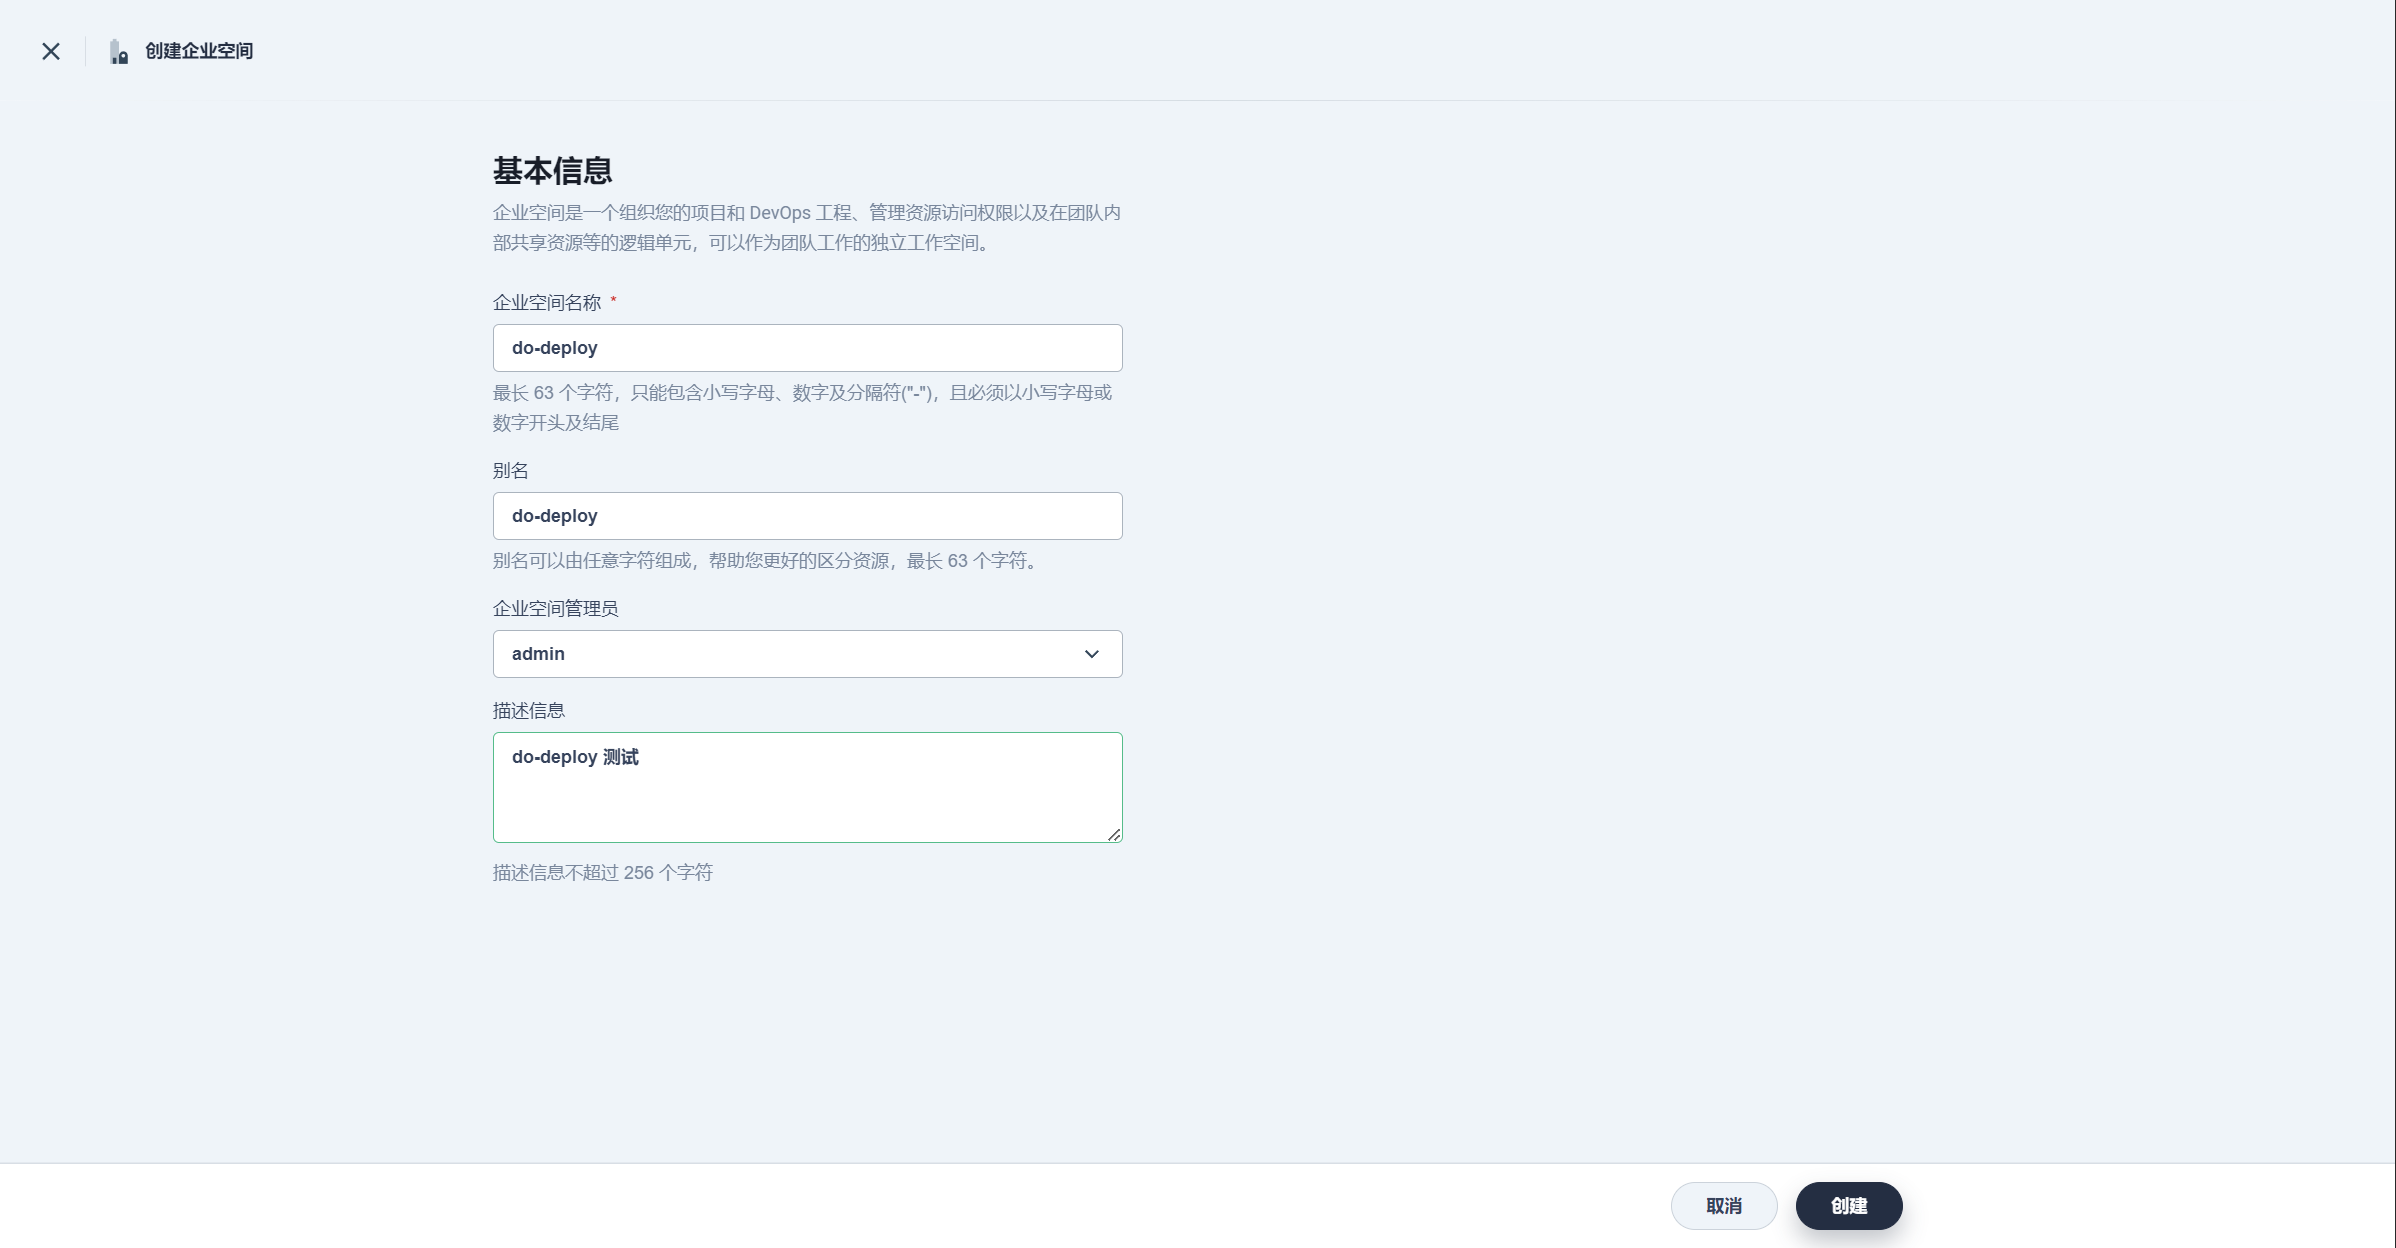 创建企业空间
基本信息
企业空间是一个组织您的项目和 DevOps 工程、管理资源访问权限以及在团队内
部共享资源等的逻辑单元，可以作为团队工作的独立工作空间。
企业空间名称 *
do-deploy
最长 63 个字符，只能包含小写字母、数字及分隔符("-")，且必须以小写字母或
数字开头及结尾
别名
do-deploy
别名可以由任意字符组成，帮助您更好的区分资源，最长 63 个字符。
企业空间管理员
admin
描述信息
do-deploy 测试
描述信息不超过 256 个字符
取消
创建